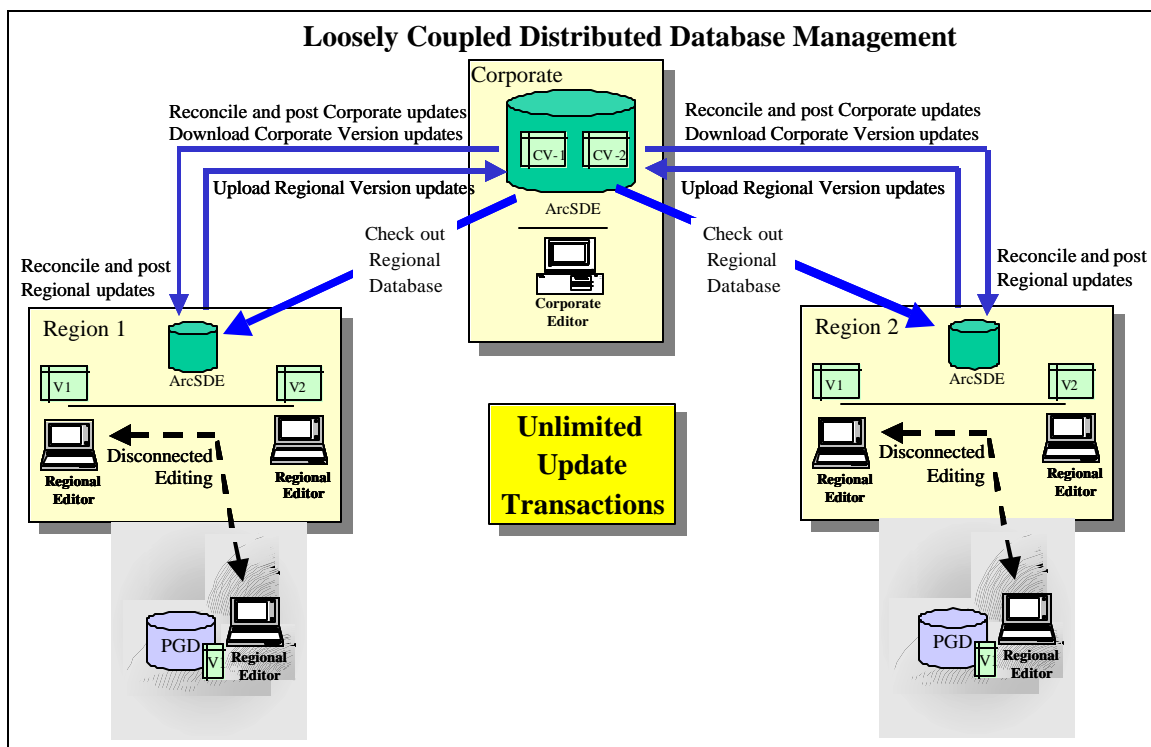 Loosely Coupled Distributed Database Management
Corporate
Reconcile and post Corporate updates
Download Corporate Version updates
Upload Regional Version updates
CV-1
CV-2
ArcSDE
Corporate
Editor
Reconcile and post Corporate updates
Download Corporate Version updates
Upload Regional Version updates
Check out
Regional
Database
Check out
Regional
Database
Reconcile and post
Regional updates
Reconcile and post
Regional updates
Region 1
ArcSDE
V1
V2
Disconnected
Editing
Regional
Editor
Regional
Editor
PGD
Regional
Editor
Unlimited
Update
Transactions
Region 2
ArcSDE
V1
V2
Disconnected
Editing
Regional
Editor
Regional
Editor
PGD
Regional
Editor